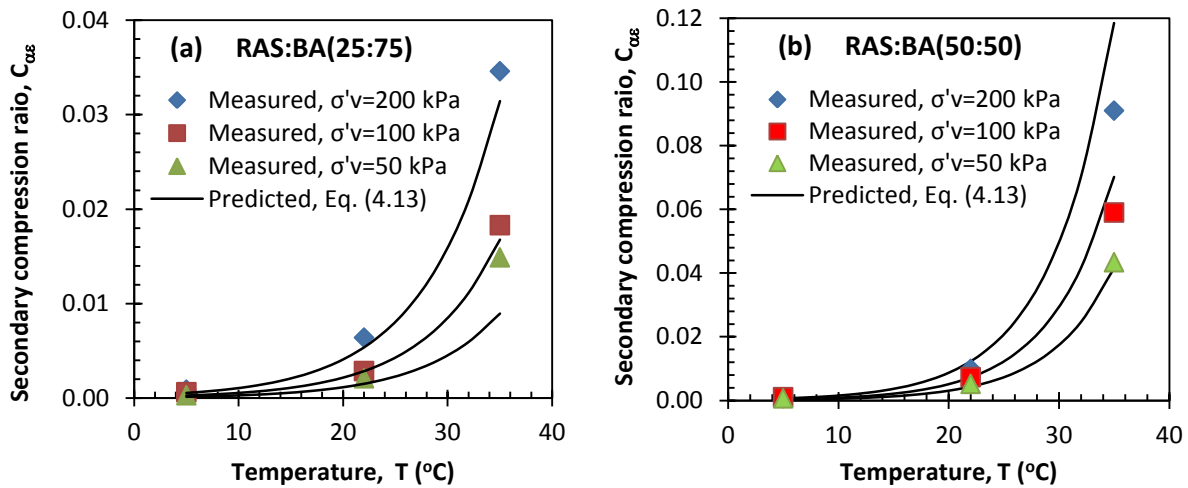 (a) RAS:BA(25:75)
Secondary compression raio, Cαε
0.04
0.03
0.02
0.01
0.00
Measured, σ'v=200 kPa
Measured, σ'v=100 kPa
Measured, σ'v=50 kPa
Predicted, Eq. (4.13)
0 10 20 30 40
Temperature, T (ºC)
(b) RAS:BA(50:50)
Secondary compression raio, Cαε
0.12
0.10
0.08
0.06
0.04
0.02
0.00
Measured, σ'v=200 kPa
Measured, σ'v=100 kPa
Measured, σ'v=50 kPa
Predicted, Eq. (4.13)
0 10 20 30 40
Temperature, T (ºC)